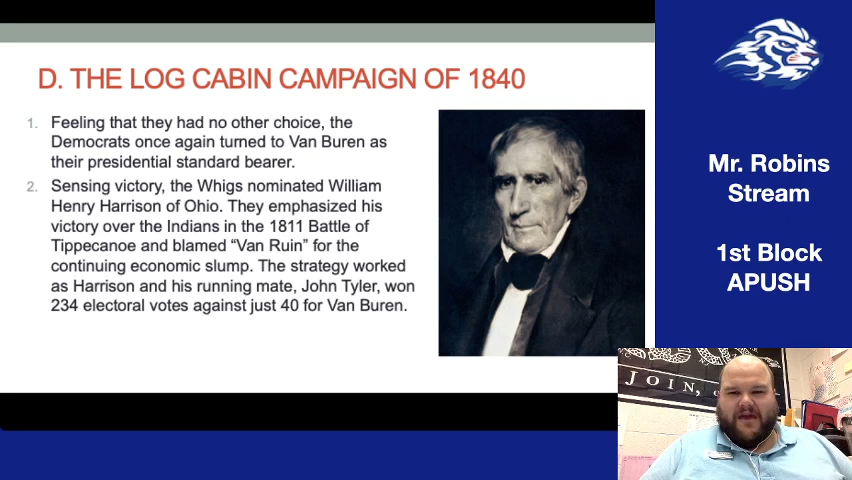 D. THE LOG CABIN CAMPAIGN OF 1840
1. Feeling that they had no other choice, the
Democrats once again turned to Van Buren as
their presidential standard bearer.
2. Sensing victory, the Whigs nominated William
Henry Harrison of Ohio. They emphasized his
victory over the Indians in the 1811 Battle of
Tippecanoe and blamed “Van Ruin” for the
continuing economic slump. The strategy worked
as Harrison and his running mate, John Tyler, won
234 electoral votes against just 40 for Van Buren.
Mr. Robins
Stream
1st Block
APUSH
JOIN,